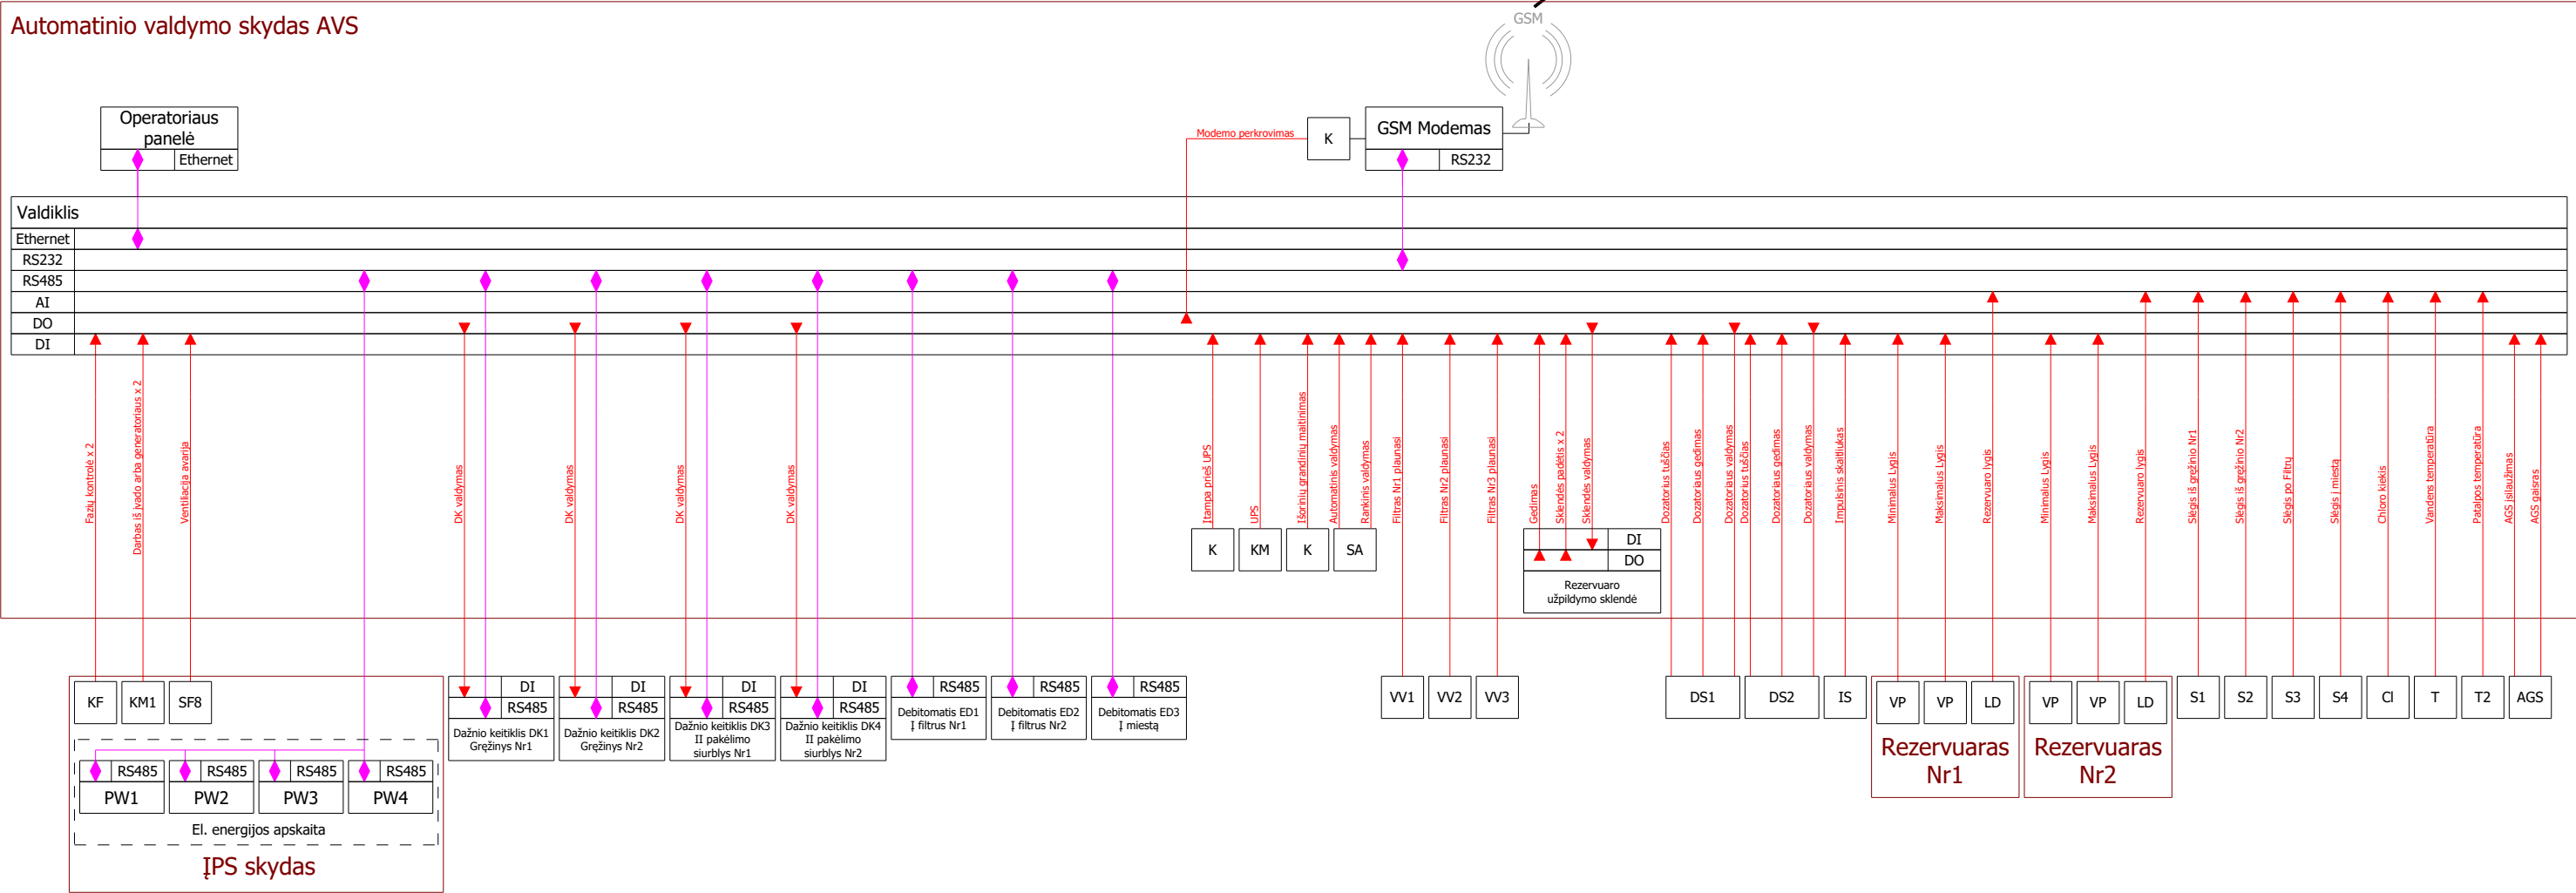 Automatinio valdymo skydas AVS
GSM
Operatoriaus
panelė
Ethernet
Modemo perkrovimas
K
GSM Modemas
RS232
Valdiklis
Ethernet
RS232
RS485
AI
DO
DI
Fazių kontrolė x 2
Darbas iš įvado arba generatoriaus x 2
Ventiliacija avarija
DK valdymas
DK valdymas
DK valdymas
DK valdymas
Itampa prieš UPS
UPS
Išorinių grandinių maitinimas
Automatinis valdymas
Rankinis valdymas
Filtras Nr1 plaunasi
Filtras Nr2 plaunasi
Filtras Nr3 plaunasi
Gedimas
Sklendės padėtis x 2
Sklendės valdymas
Dozatorius tuščias
Dozatoriaus gedimas
Dozatoriaus valdymas
Dozatorius tuščias
Dozatoriaus gedimas
Dozatoriaus valdymas
Impulsinis skaitliukas
Minimalus Lygis
Maksimalus Lygis
Rezervuaro lygis
Minimalus Lygis
Maksimalus Lygis
Rezervuaro lygis
Slėgis iš gręžinio Nr1
Slėgis iš gręžinio Nr2
Slėgis po Filtrų
Slėgis į miestą
Chloro kiekis
Vandens temperatūra
Patalpos temperatūra
AGS įsilaužimas
AGS gaisras
K
KM
K
SA
DI
DO
Rezervuaro
užpildymo sklendė
KF
KM1
SF8
RS485
PW1
RS485
PW2
RS485
PW3
RS485
PW4
El. energijos apskaita
ĮPS skydas
DI
RS485
Dažnio keitiklis DK1
Gręžinys Nr1
DI
RS485
Dažnio keitiklis DK2
Gręžinys Nr2
DI
RS485
Dažnio keitiklis DK3
II pakėlimo
siurblys Nr1
DI
RS485
Dažnio keitiklis DK4
II pakėlimo
siurblys Nr2
RS485
Debitomatis ED1
Į filtrus Nr1
RS485
Debitomatis ED2
Į filtrus Nr2
RS485
Debitomatis ED3
Į miestą
VV1
VV2
VV3
DS1
DS2
IS
VP
VP
LD
Rezervuaras
Nr1
VP
VP
LD
Rezervuaras
Nr2
S1
S2
S3
S4
Cl
T
T2
AGS